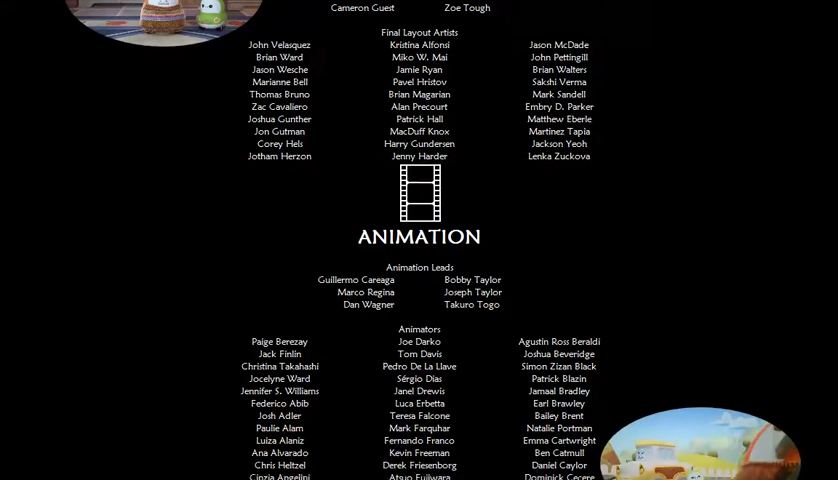 Cameron Guest Zoe Tough
Final Layout Artists
John Velasquez Kristina Alfonsi Jason McDade
Brian Ward Miko W. Mai John Pettingill
Jason Wesche Jamie Ryan Brian Walters
Marianne Bell Pavel Hristov Sakshi Verma
Thomas Bruno Brian Magarian Mark Sandell
Zac Cavaliero Alan Precourt Embry D. Parker
Joshua Gunther Patrick Hall Matthew Eberle
Jon Gutman MacDuff Knox Martinez Tapia
Corey Hels Harry Gundersen Jackson Yeoh
Jotham Herzon Jenny Harder Lenka Zuckova
ANIMATION
Animation Leads
Guillermo Careaga Bobby Taylor
Marco Regina Joseph Taylor
Dan Wagner Takuro Togo
Animators
Paige Berezay Joe Darko Agustin Ross Beraldi
Jack Finlin Tom Davis Joshua Beveridge
Christina Takahashi Pedro De La Llave Simon Zizan Black
Jocelyne Ward Sérgio Dias Patrick Blazin
Jennifer S. Williams Janel Drewis Jamaal Bradley
Federico Abib Luca Erbetta Earl Brawley
Josh Adler Teresa Falcone Bailey Brent
Paulie Alam Mark Farquhar Natalie Portman
Luiza Alaniz Fernando Franco Emma Cartwright
Ana Alvarado Kevin Freeman Ben Catmull
Chris Heltzel Derek Friesenborg Daniel Caylor
Cinzia Angelini Atsuo Fujiwara Dominick Cecere